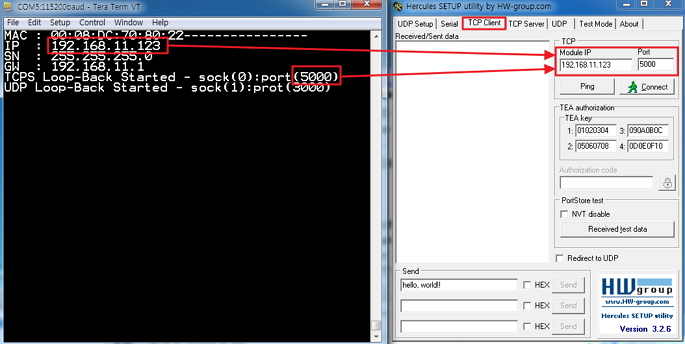 COM5:115200baud - Tera Term VT
File Edit Setup Control Window Help
MAC : 00:08:DC:70:80:22-----------------
IP : 192.168.11.123
SN : 255.255.255.0
GW : 192.168.11.1
TCPS Loop-Back Started - sock(0):port(5000)
UDP Loop-Back Started - sock(1):prot(3000)
Hercules SETUP utility by HW-group.com
UDP Setup Serial TCP Client TCP Server UDP Test Mode About
Received/Sent data
TCP
Module IP Port
192.168.11.123 5000
Ping Connect
TEA authorization
TEA key
1: 01020304 3: 090A0B0C
2: 05060708 4: 0D0E0F10
Authorization code
PortStore test
NVT disable
Received test data
Redirect to UDP
Send
hello, world!! HEX Send
HEX Send
HEX Send
HW group
www.HW-group.com
Hercules SETUP utility
Version 3.2.6